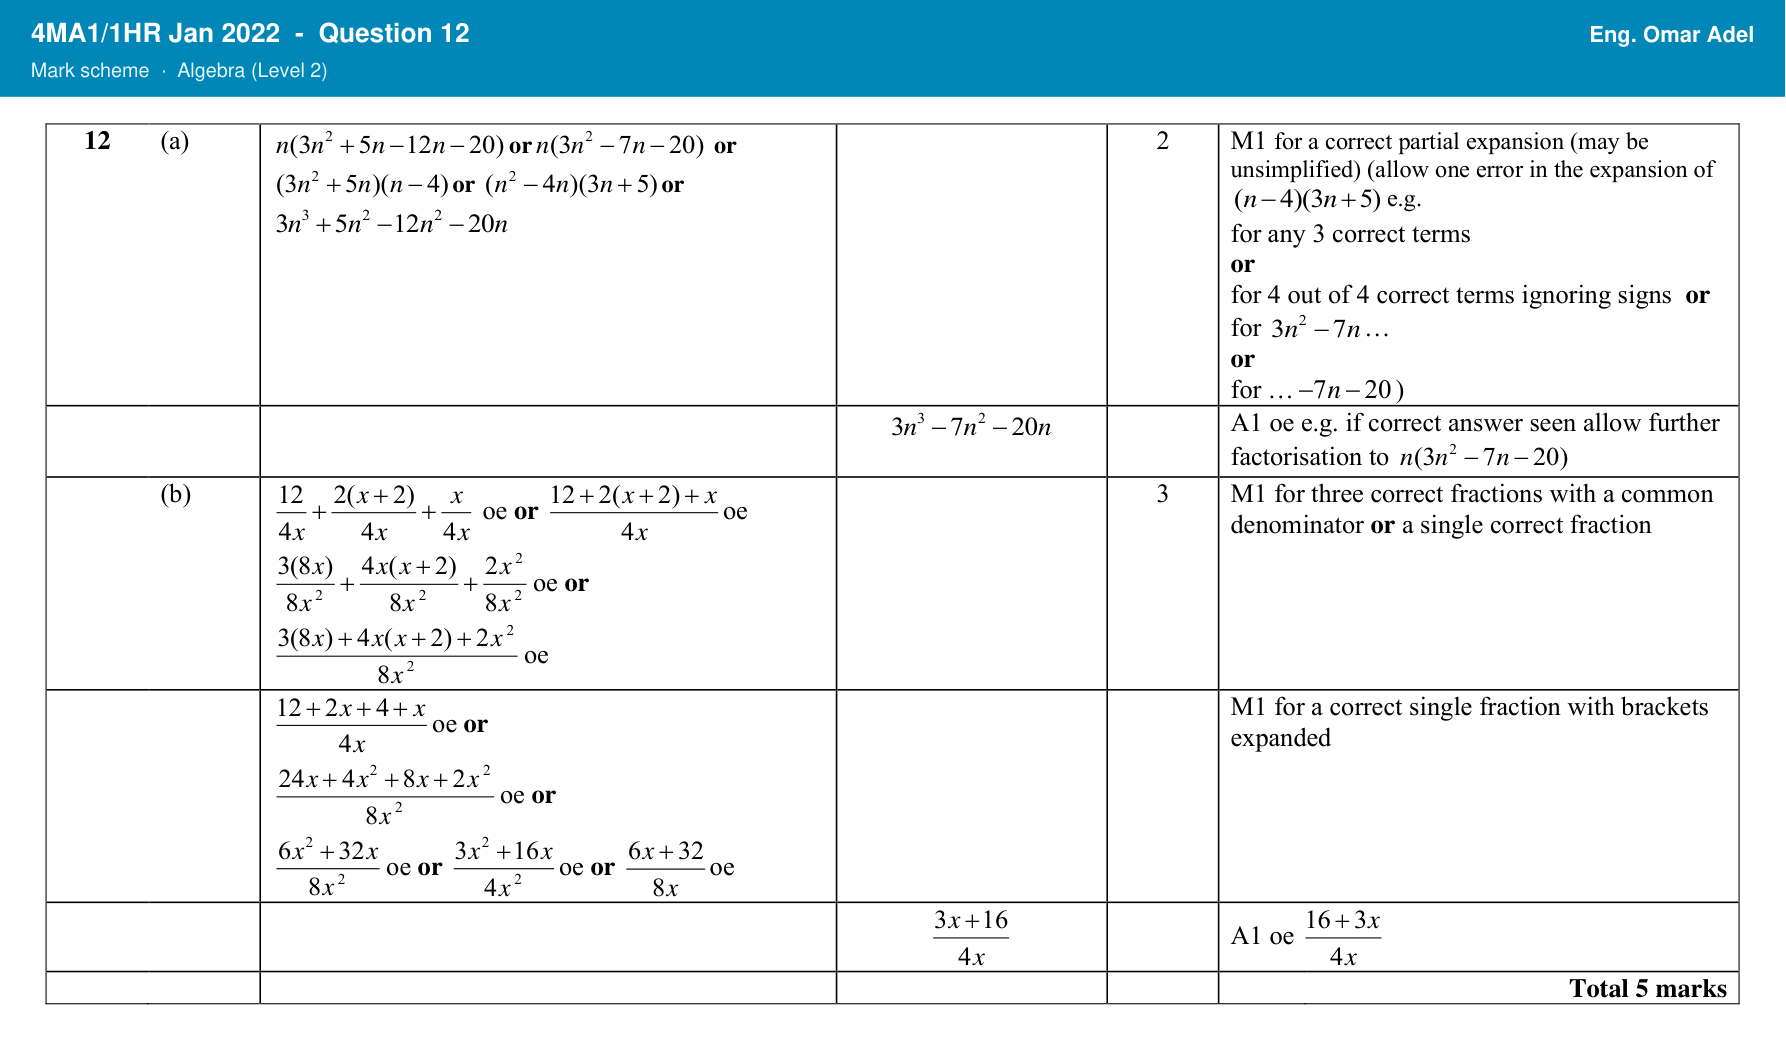 4MA1/1HR Jan 2022 - Question 12
Eng. Omar Adel
Mark scheme · Algebra (Level 2)
12 (a) n(3n² + 5n − 12n − 20) or n(3n² − 7n − 20) or
(3n² + 5n)(n − 4) or (n² − 4n)(3n + 5) or
3n³ + 5n² − 12n² − 20n
2
M1 for a correct partial expansion (may be
unsimplified) (allow one error in the expansion of
(n − 4)(3n + 5) e.g.
for any 3 correct terms
or
for 4 out of 4 correct terms ignoring signs or
for 3n² − 7n …
or
for … −7n − 20 )
3n³ − 7n² − 20n
A1 oe e.g. if correct answer seen allow further
factorisation to n(3n² − 7n − 20)
(b) 12/4x + 2(x + 2)/4x + x/4x oe or (12 + 2(x + 2) + x)/4x oe
3(8x)/8x² + 4x(x + 2)/8x² + 2x²/8x² oe or
(3(8x) + 4x(x + 2) + 2x²)/8x² oe
3
M1 for three correct fractions with a common
denominator or a single correct fraction
(12 + 2x + 4 + x)/4x oe or
(24x + 4x² + 8x + 2x²)/8x² oe or
(6x² + 32x)/8x² oe or (3x² + 16x)/4x² oe or (6x + 32)/8x oe
M1 for a correct single fraction with brackets
expanded
(3x + 16)/4x
A1 oe (16 + 3x)/4x
Total 5 marks